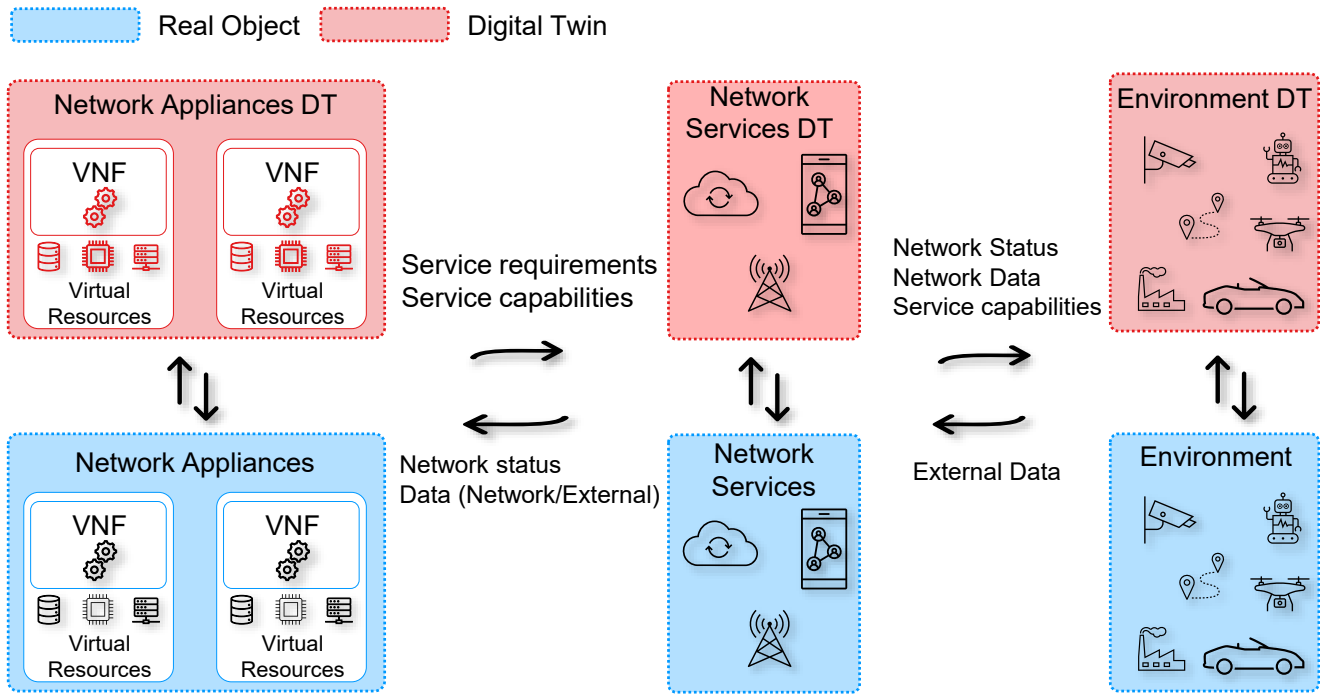 Real Object
Digital Twin
Network Appliances DT
VNF
VNF
Virtual
Resources
Virtual
Resources
Service requirements
Service capabilities
Network
Services DT
Network Status
Network Data
Service capabilities
Environment DT
Network Appliances
VNF
VNF
Virtual
Resources
Virtual
Resources
Network status
Data (Network/External)
Network
Services
External Data
Environment